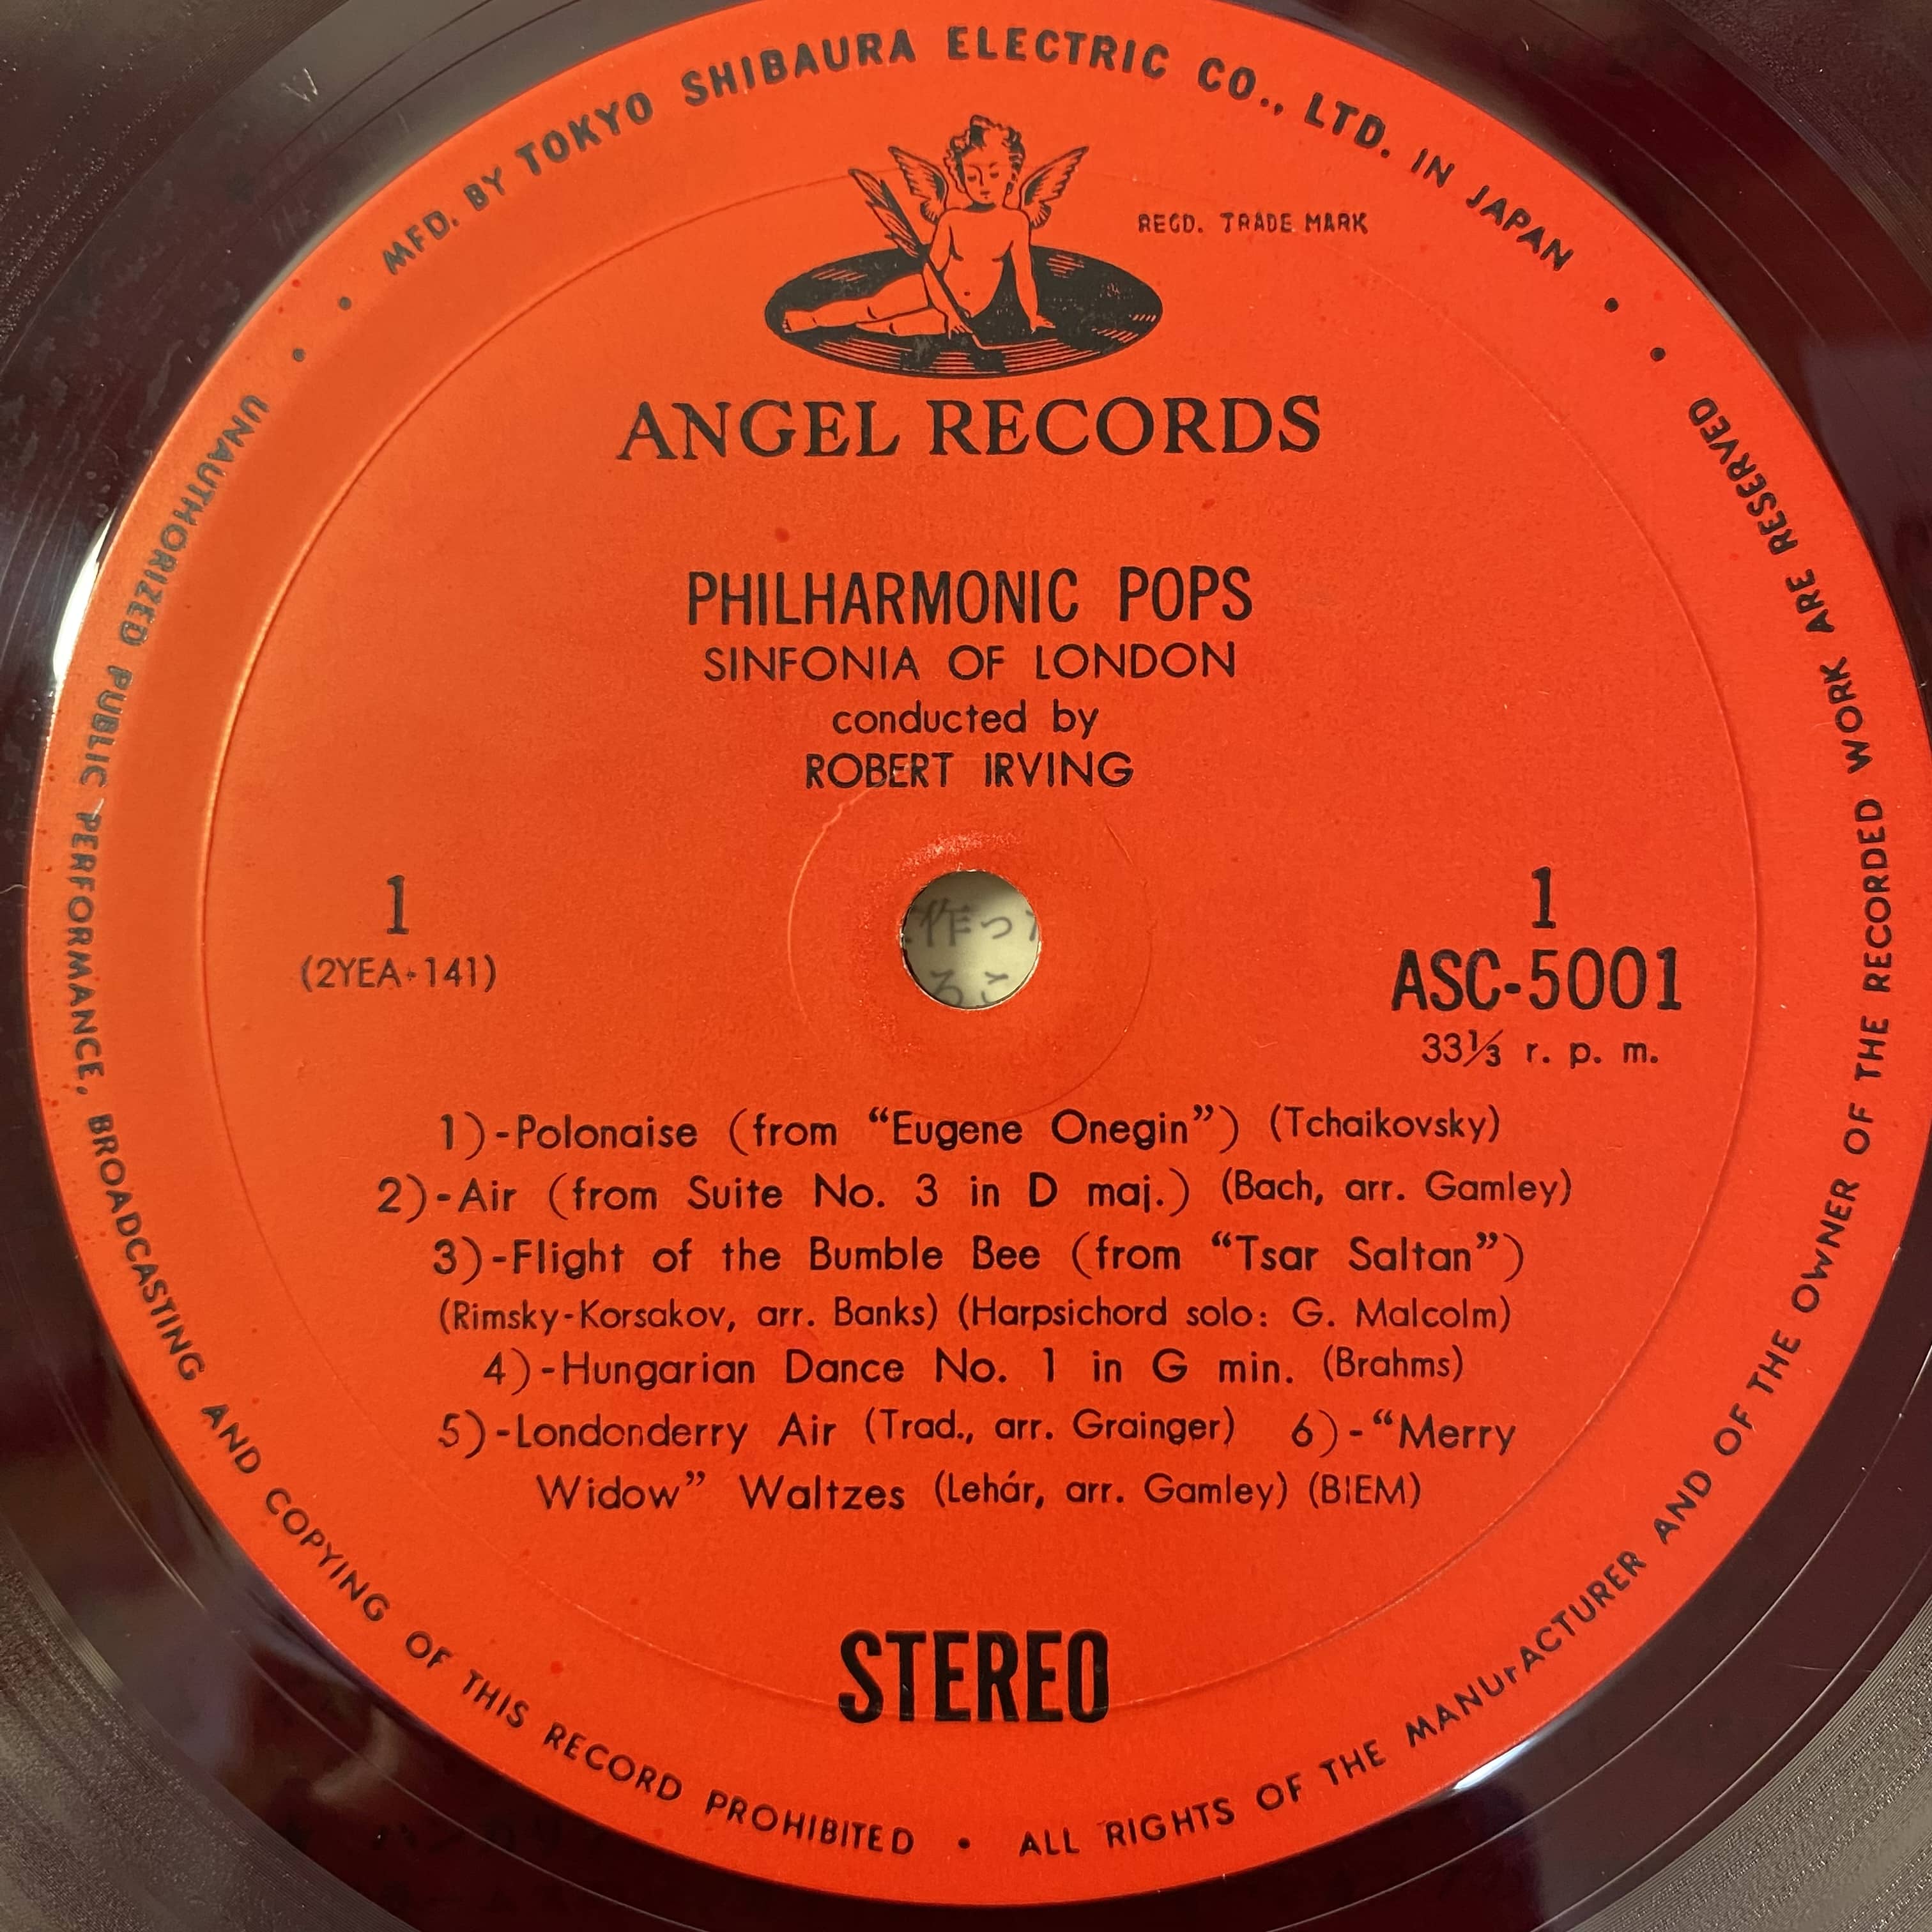 MFD. BY TOKYO SHIBAURA ELECTRIC CO., LTD. IN JAPAN
REGD. TRADE MARK
ANGEL RECORDS
PHILHARMONIC POPS
SINFONIA OF LONDON
conducted by
ROBERT IRVING
1
(2YEA-141)
作っ
るこ
1
ASC-5001
33⅓ r. p. m.
1)-Polonaise (from “Eugene Onegin”) (Tchaikovsky)
2)-Air (from Suite No. 3 in D maj.) (Bach, arr. Gamley)
3)-Flight of the Bumble Bee (from “Tsar Saltan”)
(Rimsky-Korsakov, arr. Banks) (Harpsichord solo: G. Malcolm)
4)-Hungarian Dance No. 1 in G min. (Brahms)
5)-Londonderry Air (Trad., arr. Grainger) 6)-“Merry
Widow” Waltzes (Lehár, arr. Gamley) (BIEM)
STEREO
UNAUTHORIZED PUBLIC PERFORMANCE, BROADCASTING AND COPYING OF THIS RECORD PROHIBITED • ALL RIGHTS OF THE MANUFACTURER AND OF THE OWNER OF THE RECORDED WORK ARE RESERVED